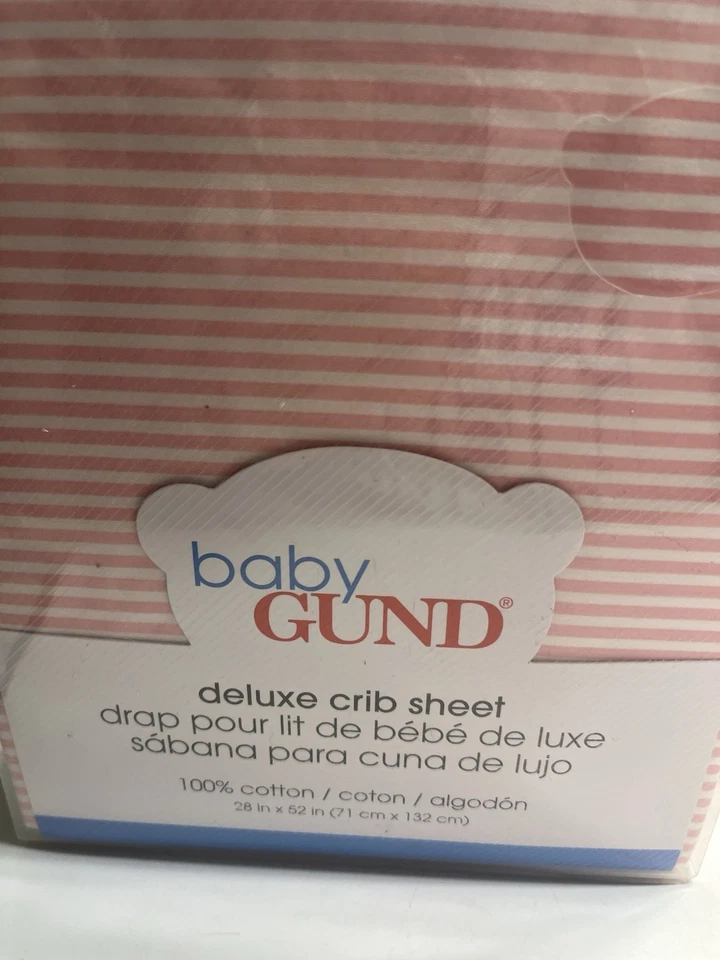 baby
GUND®
deluxe crib sheet
drap pour lit de bébé de luxe
sábana para cuna de lujo
100% cotton / coton / algodón
28 in x 52 in (71 cm x 132 cm)